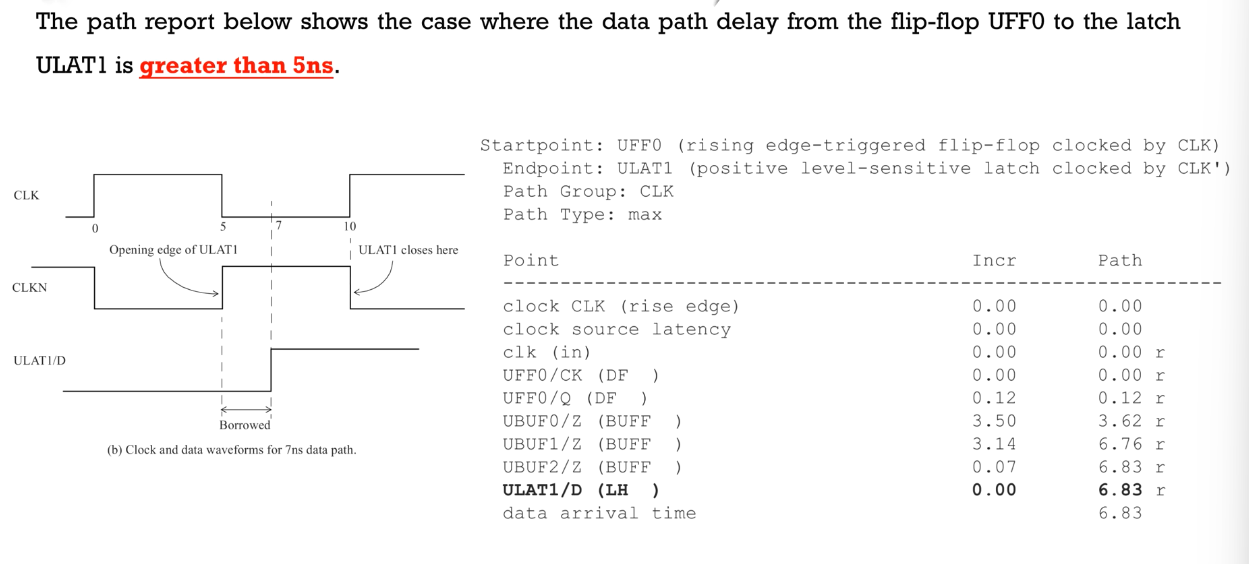 The path report below shows the case where the data path delay from the flip-flop UFF0 to the latch
ULAT1 is greater than 5ns.
CLK
0
5
7
10
Opening edge of ULAT1
ULAT1 closes here
CLKN
ULAT1/D
Borrowed
(b) Clock and data waveforms for 7ns data path.
Startpoint: UFF0 (rising edge-triggered flip-flop clocked by CLK)
Endpoint: ULAT1 (positive level-sensitive latch clocked by CLK')
Path Group: CLK
Path Type: max
Point Incr Path
------------------------------------------------------------
clock CLK (rise edge) 0.00 0.00
clock source latency 0.00 0.00
clk (in) 0.00 0.00 r
UFF0/CK (DF ) 0.00 0.00 r
UFF0/Q (DF ) 0.12 0.12 r
UBUF0/Z (BUFF ) 3.50 3.62 r
UBUF1/Z (BUFF ) 3.14 6.76 r
UBUF2/Z (BUFF ) 0.07 6.83 r
ULAT1/D (LH ) 0.00 6.83 r
data arrival time 6.83